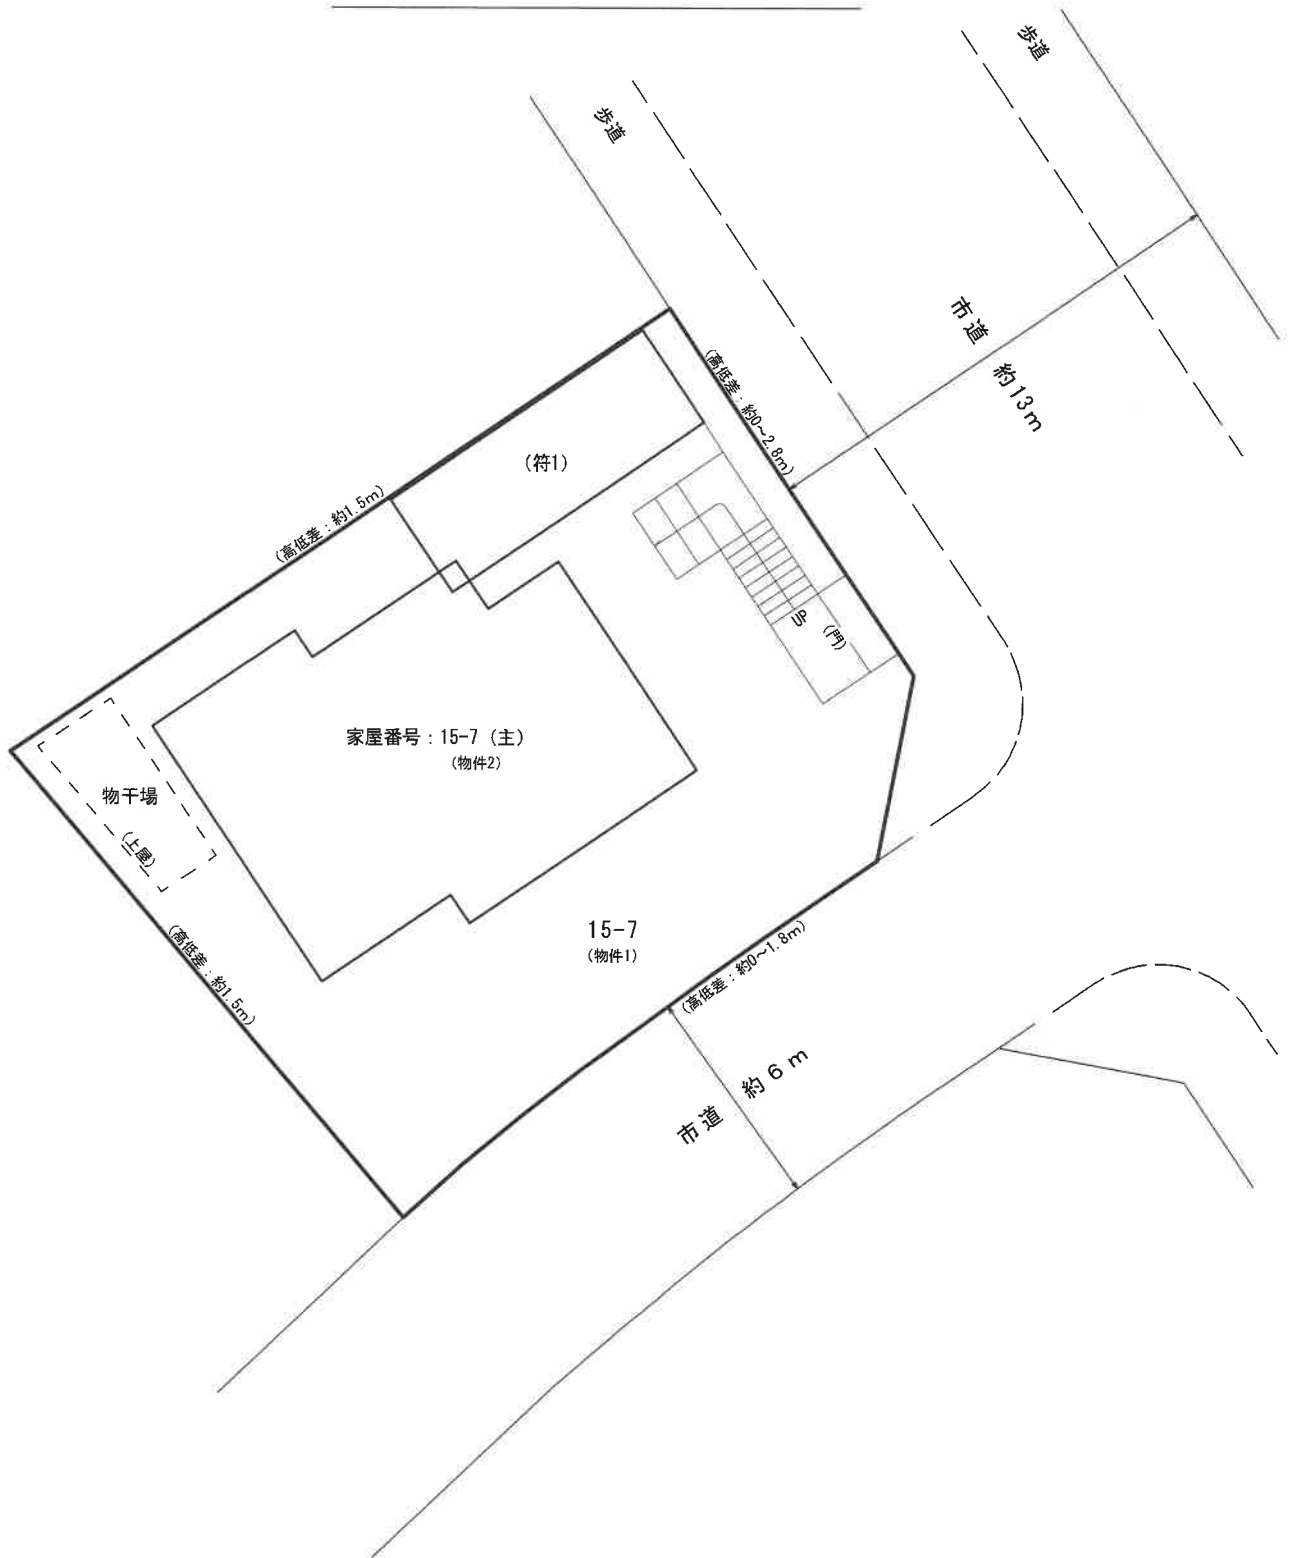 歩道
歩道
市道 約13m
(高低差：約0～2.8m)
(符1)
(高低差：約1.5m)
UP
(門)
家屋番号：15-7 (主)
(物件2)
物干場
(上屋)
15-7
(物件1)
(高低差：約1.5m)
(高低差：約0～1.8m)
市道 約6m